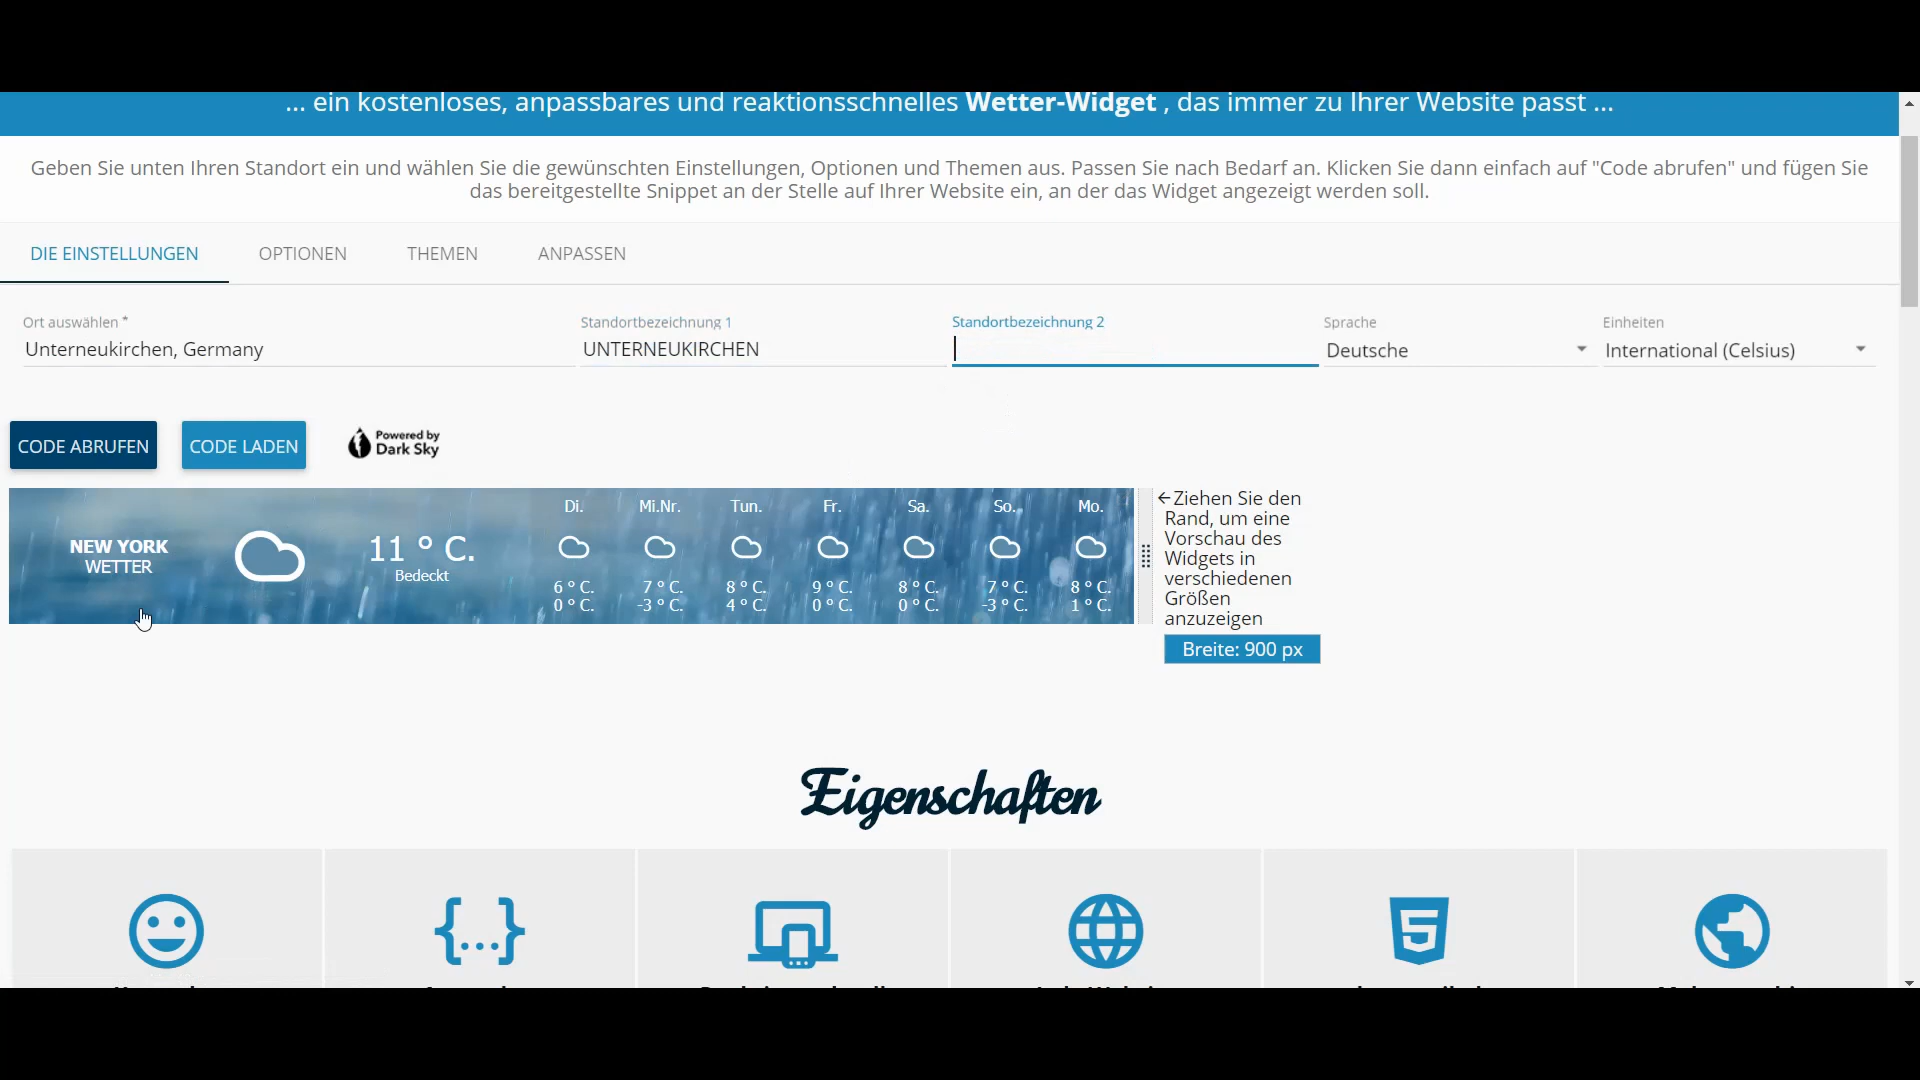 ... ein kostenloses, anpassbares und reaktionsschnelles Wetter-Widget , das immer zu Ihrer Website passt ...
Geben Sie unten Ihren Standort ein und wählen Sie die gewünschten Einstellungen, Optionen und Themen aus. Passen Sie nach Bedarf an. Klicken Sie dann einfach auf "Code abrufen" und fügen Sie
das bereitgestellte Snippet an der Stelle auf Ihrer Website ein, an der das Widget angezeigt werden soll.
DIE EINSTELLUNGEN OPTIONEN THEMEN ANPASSEN
Ort auswählen * Standortbezeichnung 1 Standortbezeichnung 2 Sprache Einheiten
Unterneukirchen, Germany UNTERNEUKIRCHEN Deutsche International (Celsius)
CODE ABRUFEN CODE LADEN Powered by
Dark Sky
NEW YORK
WETTER
11 ° C.
Bedeckt
Di. Mi.Nr. Tun. Fr. Sa. So. Mo.
6 ° C. 7 ° C. 8 ° C. 9 ° C. 8 ° C. 7 ° C. 8 ° C.
0 ° C. -3 ° C. 4 ° C. 0 ° C. 0 ° C. -3 ° C. 1 ° C.
←Ziehen Sie den
Rand, um eine
Vorschau des
Widgets in
verschiedenen
Größen
anzuzeigen
Breite: 900 px
Eigenschaften
{...}
5